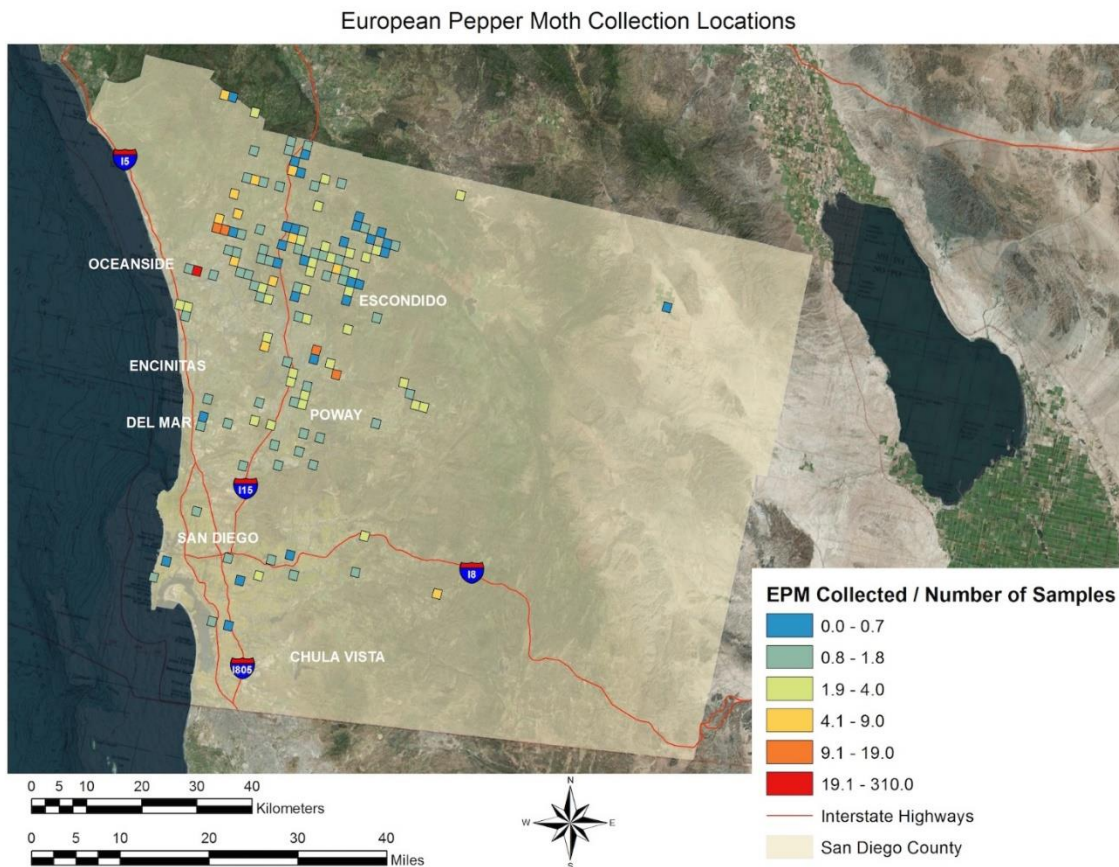 European Pepper Moth Collection Locations
I5
OCEANSIDE
ESCONDIDO
ENCINITAS
DEL MAR
POWAY
I15
SAN DIEGO
I8
CHULA VISTA
I805
EPM Collected / Number of Samples
0.0 - 0.7
0.8 - 1.8
1.9 - 4.0
4.1 - 9.0
9.1 - 19.0
19.1 - 310.0
Interstate Highways
San Diego County
0 5 10 20 30 40
Kilometers
0 5 10 20 30 40
Miles
N
W E
S